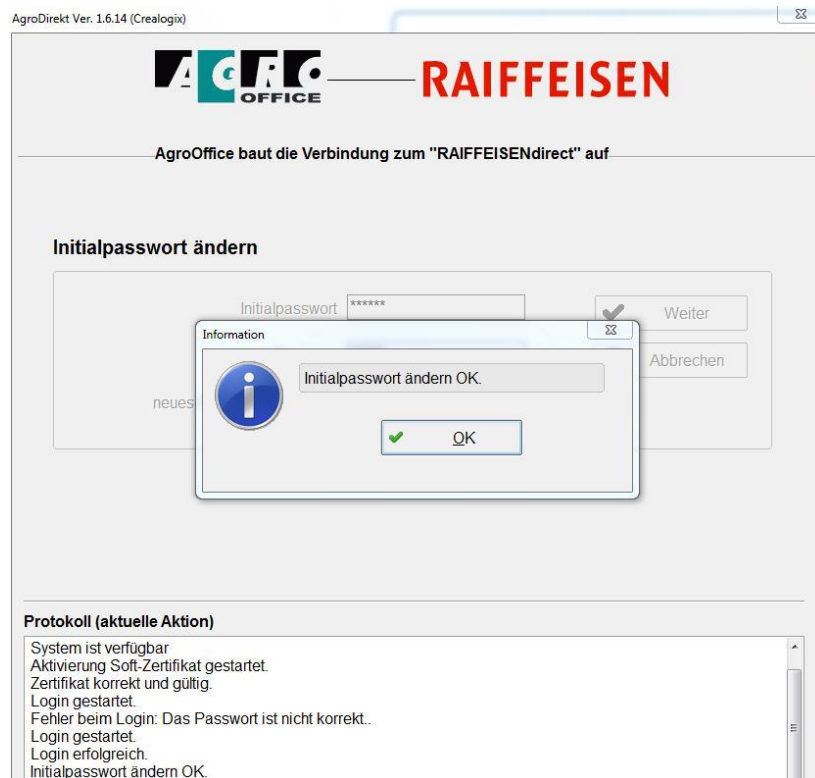 AgroDirekt Ver. 1.6.14 (Crealogix)
AGRO OFFICE RAIFFEISEN
AgroOffice baut die Verbindung zum "RAIFFEISENdirect" auf
Initialpasswort ändern
Initialpasswort ****** Weiter
Information
Abbrechen
Initialpasswort ändern OK.
neues
OK
Protokoll (aktuelle Aktion)
System ist verfügbar
Aktivierung Soft-Zertifikat gestartet.
Zertifikat korrekt und gültig.
Login gestartet.
Fehler beim Login: Das Passwort ist nicht korrekt..
Login gestartet.
Login erfolgreich.
Initialpasswort ändern OK.